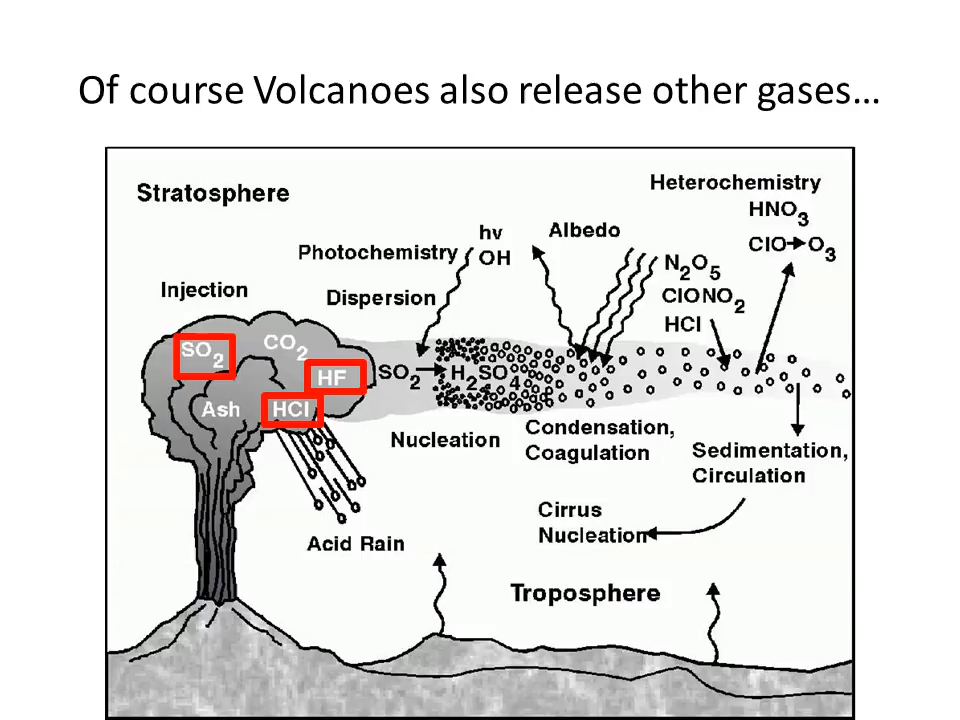 Of course Volcanoes also release other gases…
Stratosphere
Heterochemistry
HNO3
ClO→O3
hv
OH
Photochemistry
Albedo
N2O5
ClONO2
HCl
Injection
Dispersion
SO2
CO2
HF
Ash
HCl
SO2→H2SO4
Nucleation
Condensation,
Coagulation
Sedimentation,
Circulation
Cirrus
Nucleation
Acid Rain
Troposphere